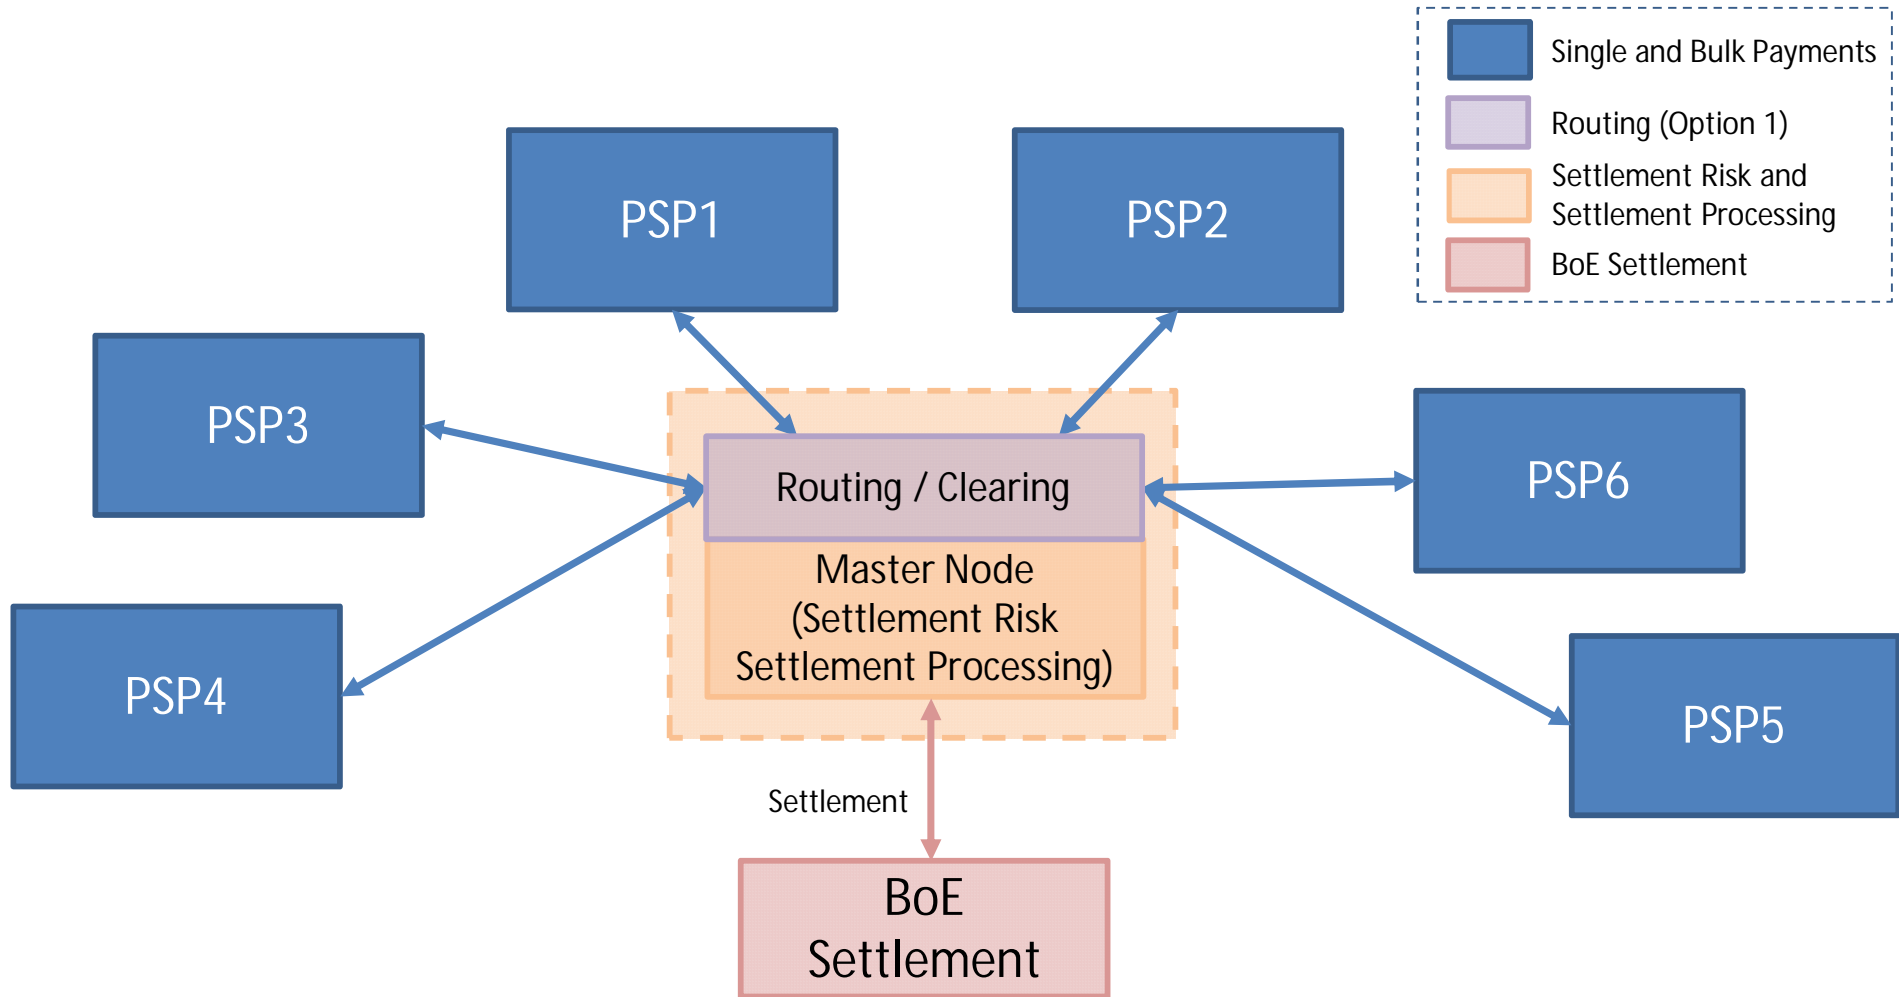 Single and Bulk Payments
Routing (Option 1)
Settlement Risk and
Settlement Processing
BoE Settlement
PSP1
PSP2
PSP3
PSP6
Routing / Clearing
Master Node
(Settlement Risk
Settlement Processing)
PSP4
PSP5
Settlement
BoE
Settlement